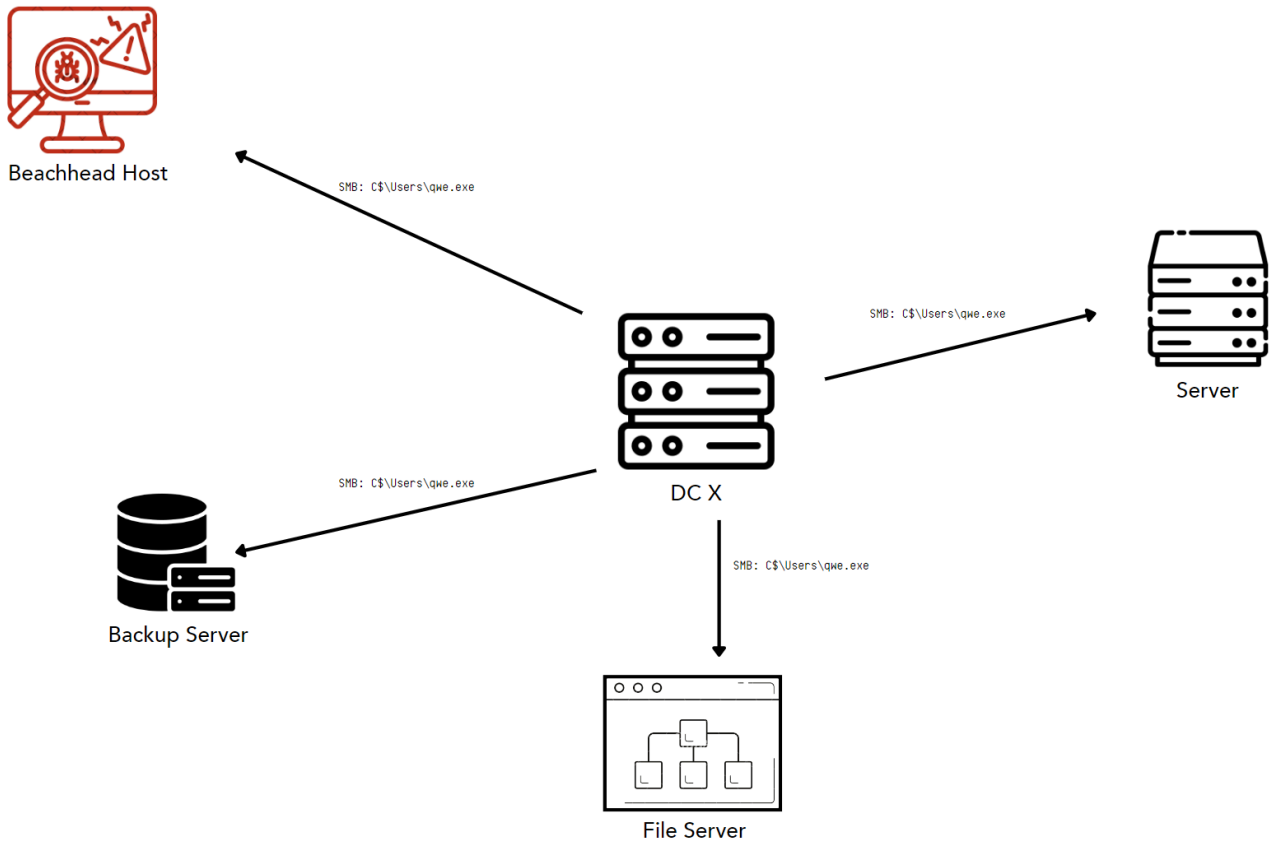 Beachhead Host
SMB: C$\Users\qwe.exe
SMB: C$\Users\qwe.exe
Server
SMB: C$\Users\qwe.exe
DC X
SMB: C$\Users\qwe.exe
Backup Server
File Server